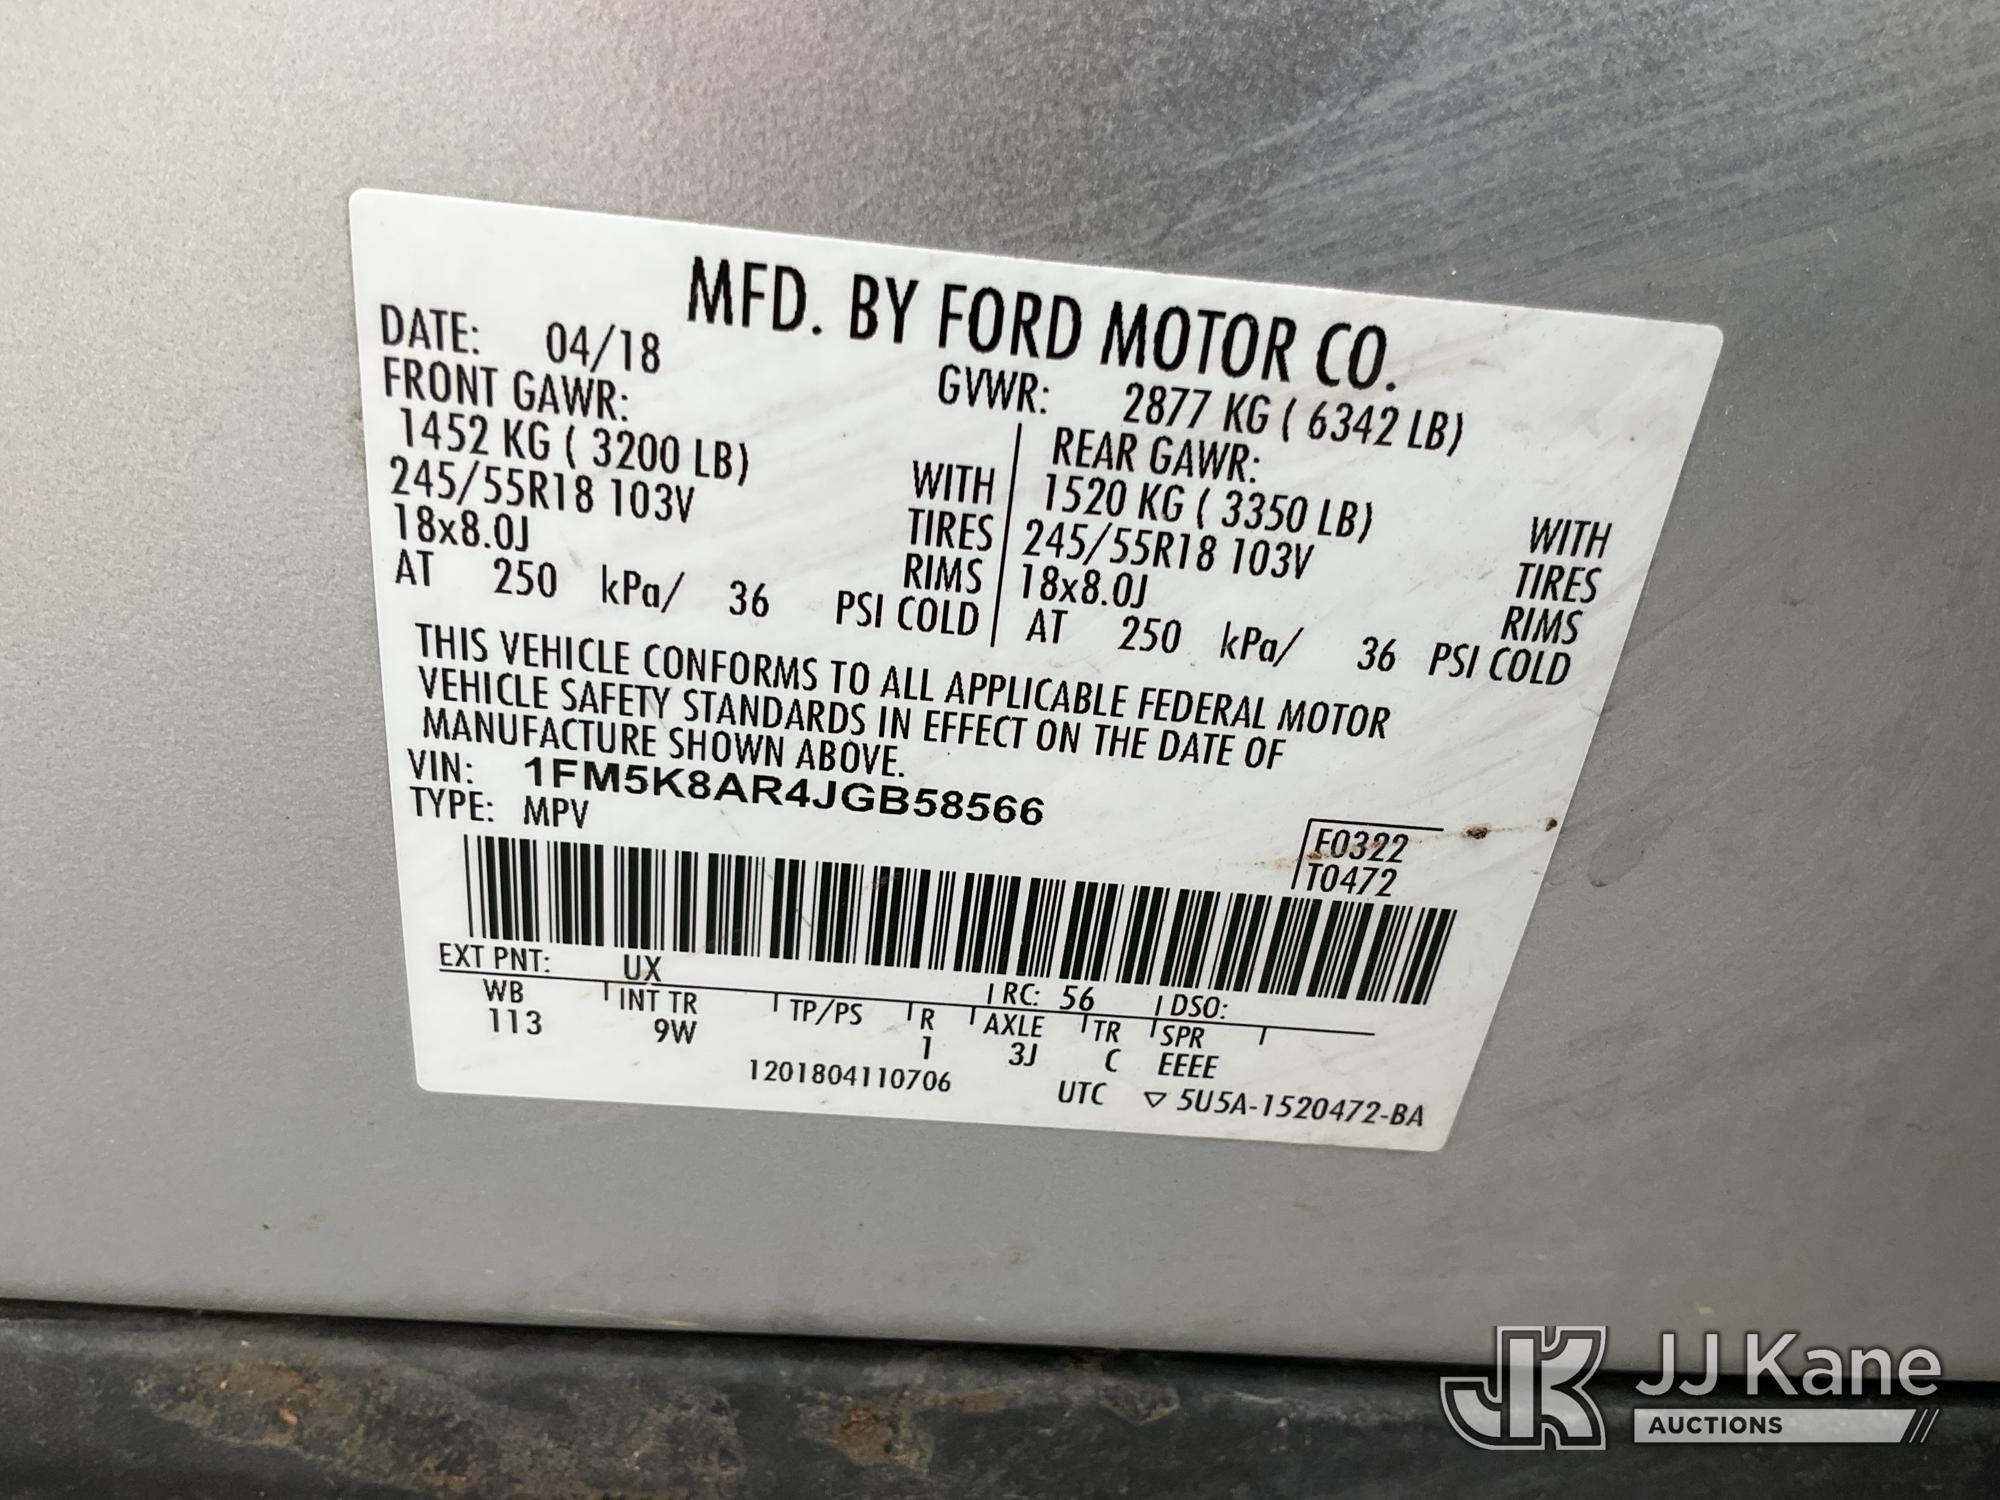 MFD. BY FORD MOTOR CO.
DATE: 04/18
GVWR: 2877 KG ( 6342 LB)
FRONT GAWR:
1452 KG ( 3200 LB) WITH
245/55R18 103V TIRES
18x8.0J RIMS
AT 250 kPa/ 36 PSI COLD
REAR GAWR:
1520 KG ( 3350 LB) WITH
245/55R18 103V TIRES
18x8.0J RIMS
AT 250 kPa/ 36 PSI COLD
THIS VEHICLE CONFORMS TO ALL APPLICABLE FEDERAL MOTOR
VEHICLE SAFETY STANDARDS IN EFFECT ON THE DATE OF
MANUFACTURE SHOWN ABOVE.
VIN: 1FM5K8AR4JGB58566
TYPE: MPV
F0322
T0472
EXT PNT: UX RC: 56 DSO:
WB INT TR TP/PS R AXLE TR SPR
113 9W 1 3J C EEEE
1201804110706 UTC ▽ 5U5A-1520472-BA
JK JJ Kane
AUCTIONS